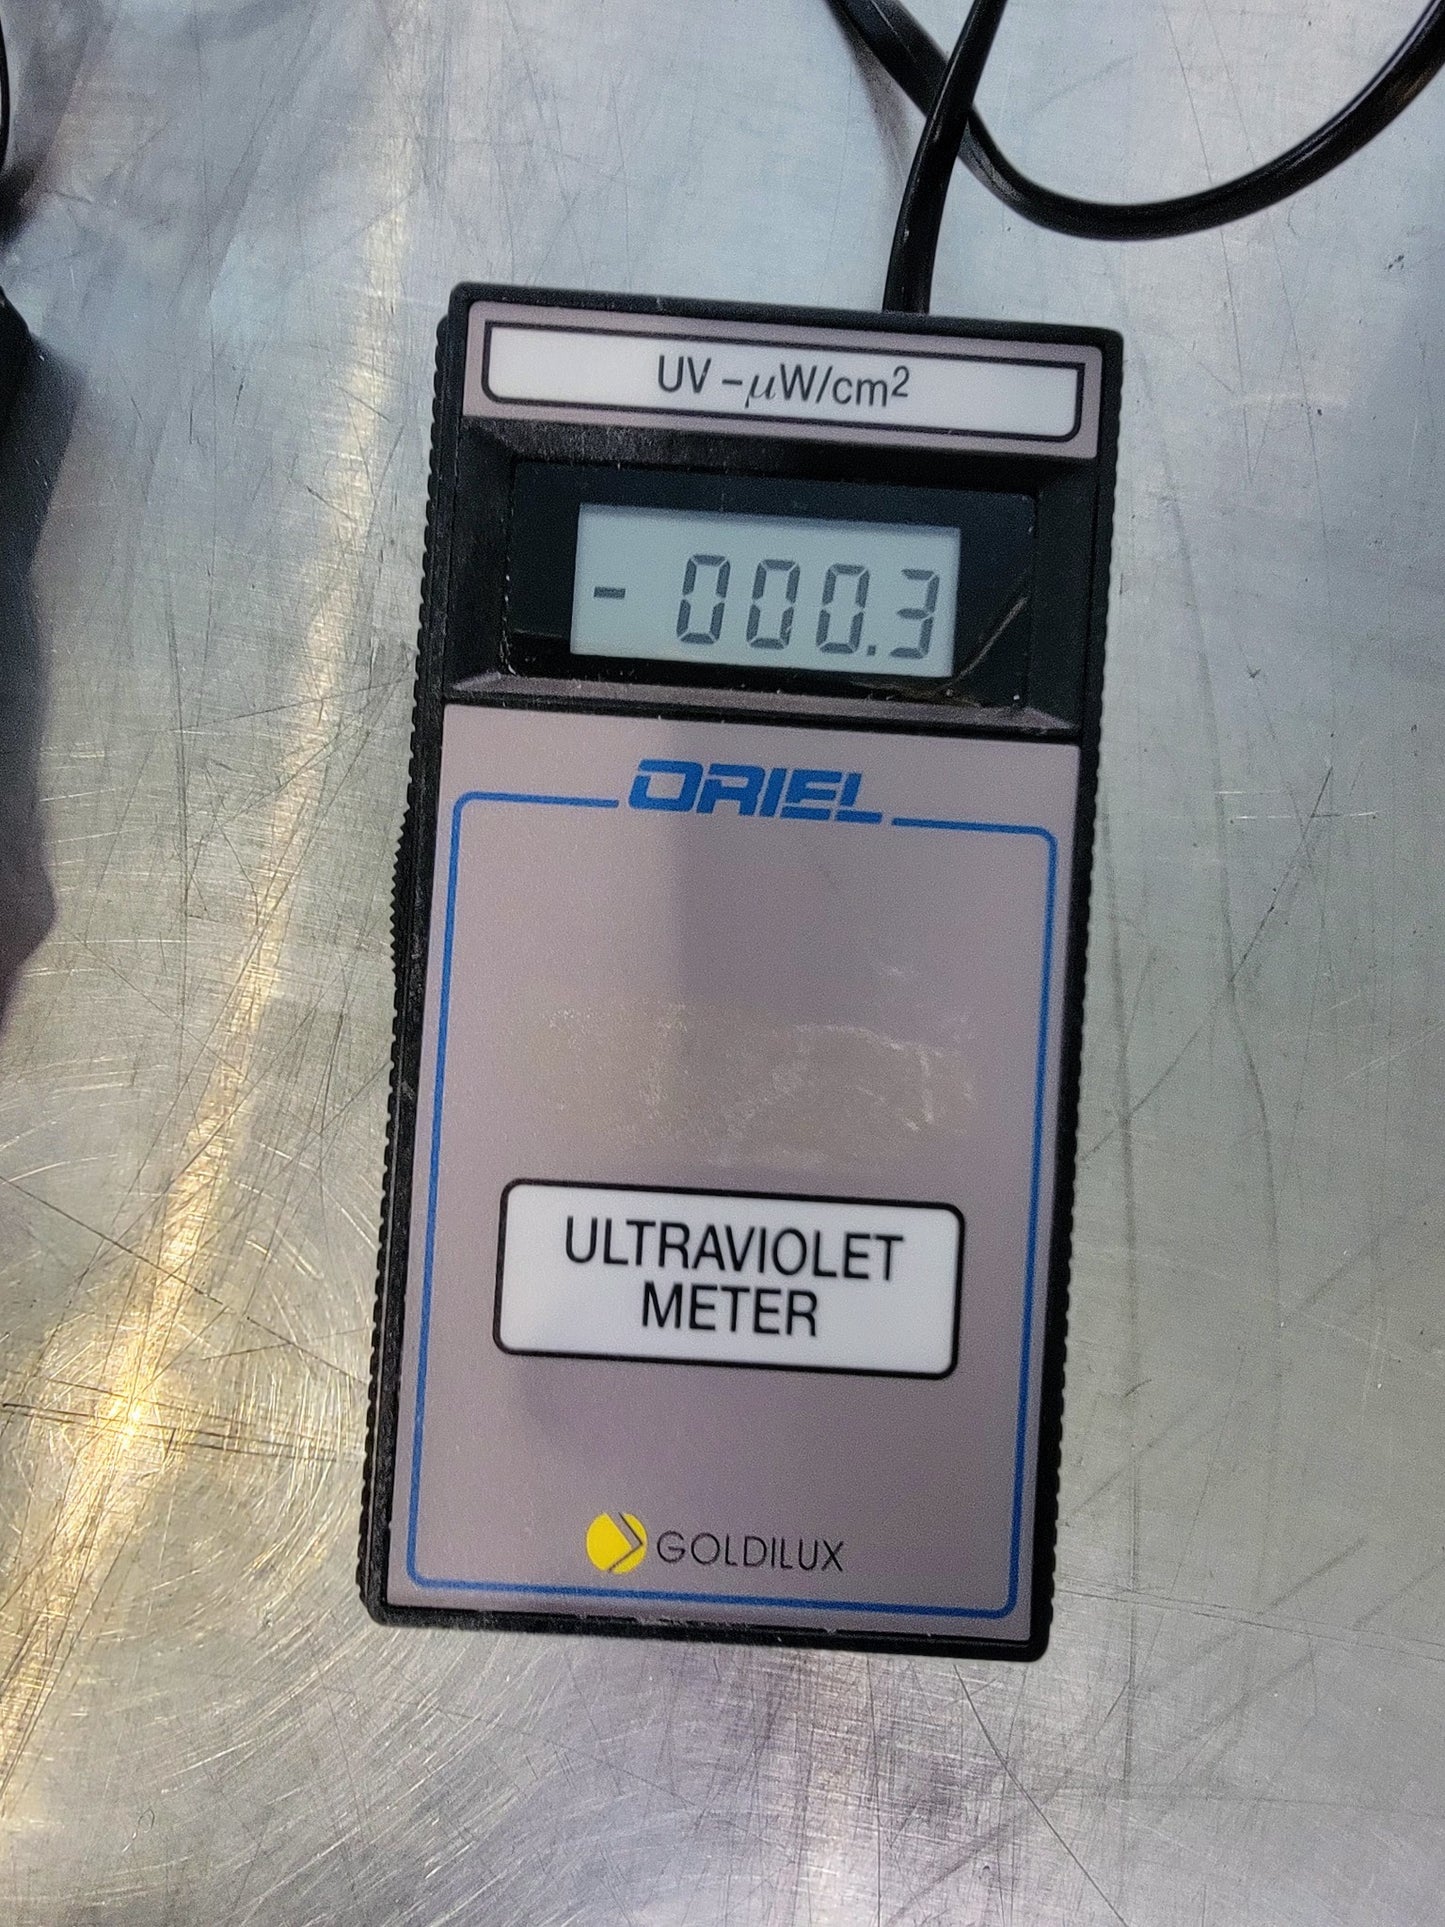 UV-μW/cm²
- 000.3
ORIEL
ULTRAVIOLET
METER
GOLDILUX